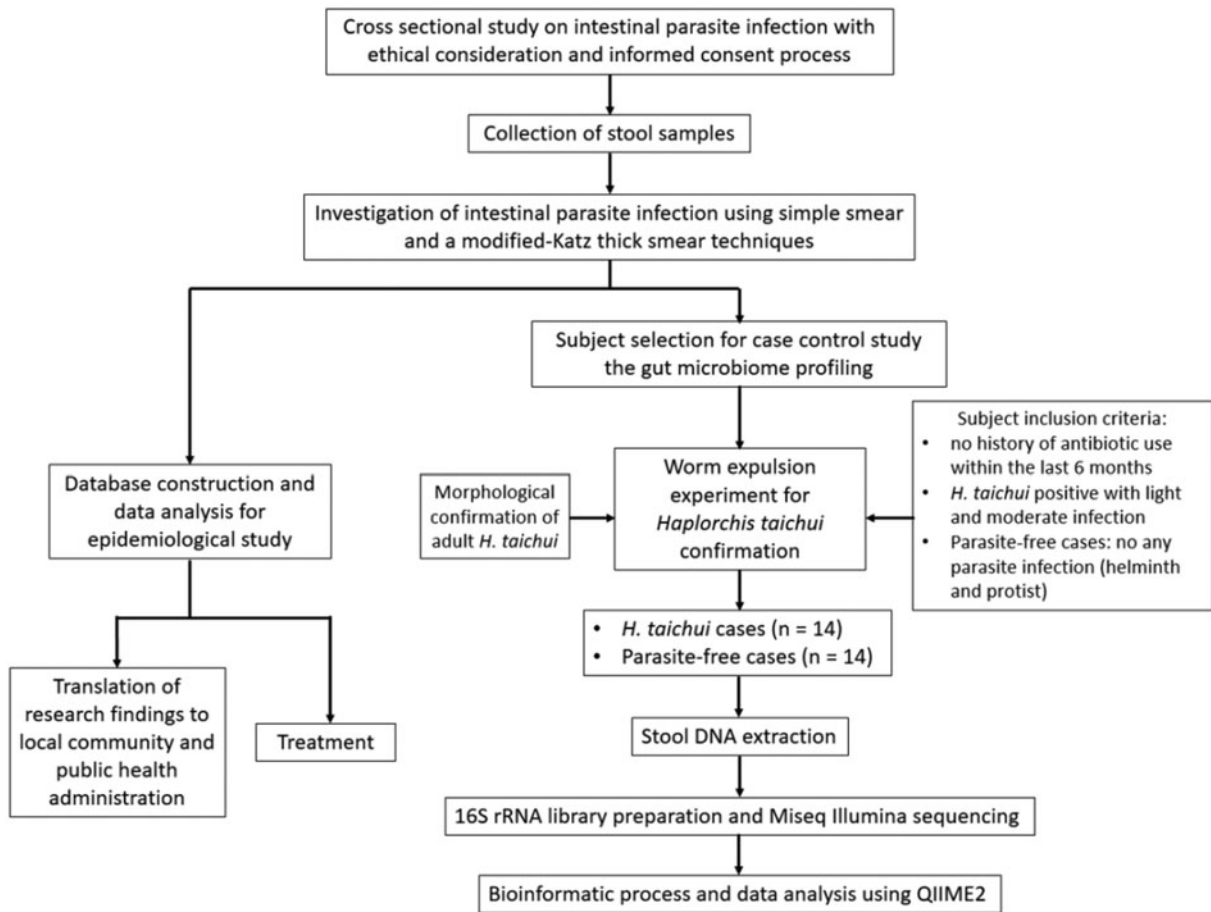 Cross sectional study on intestinal parasite infection with
ethical consideration and informed consent process
Collection of stool samples
Investigation of intestinal parasite infection using simple smear
and a modified-Katz thick smear techniques
Subject selection for case control study
the gut microbiome profiling
Database construction and
data analysis for
epidemiological study
Morphological
confirmation of
adult H. taichui
Worm expulsion
experiment for
Haplorchis taichui
confirmation
Subject inclusion criteria:
• no history of antibiotic use
within the last 6 months
• H. taichui positive with light
and moderate infection
• Parasite-free cases: no any
parasite infection (helminth
and protist)
• H. taichui cases (n = 14)
• Parasite-free cases (n = 14)
Translation of
research findings to
local community and
public health
administration
Treatment
Stool DNA extraction
16S rRNA library preparation and Miseq Illumina sequencing
Bioinformatic process and data analysis using QIIME2